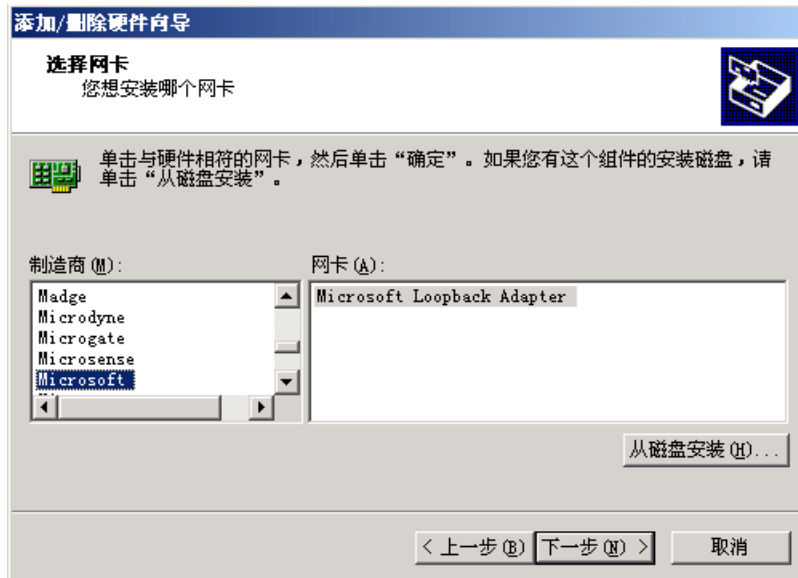 添加/删除硬件向导
选择网卡
您想安装哪个网卡
单击与硬件相符的网卡，然后单击“确定”。如果您有这个组件的安装磁盘，请
单击“从磁盘安装”。
制造商(M):
网卡(A):
Madge
Microdyne
Microgate
Microsense
Microsoft
Microsoft Loopback Adapter
从磁盘安装(H)...
< 上一步(B)
下一步(N) >
取消